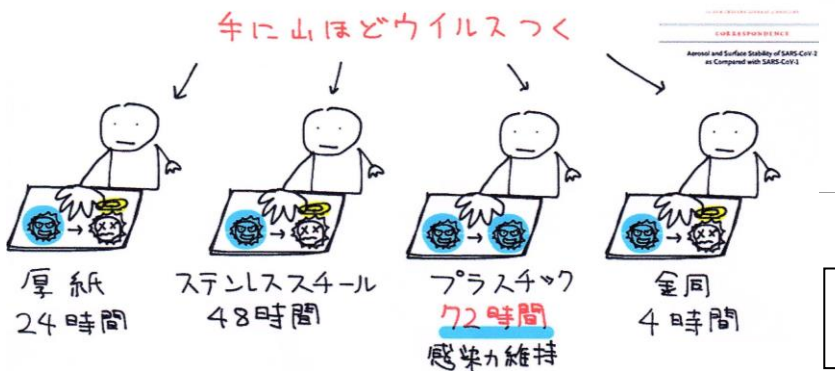 手に山ほどウイルスつく
CORRESPONDENCE
Aerosol and Surface Stability of SARS-CoV-2
as Compared with SARS-CoV-1
厚紙
24時間
ステンレススチール
48時間
プラスチック
72時間
感染力維持
銅
4時間